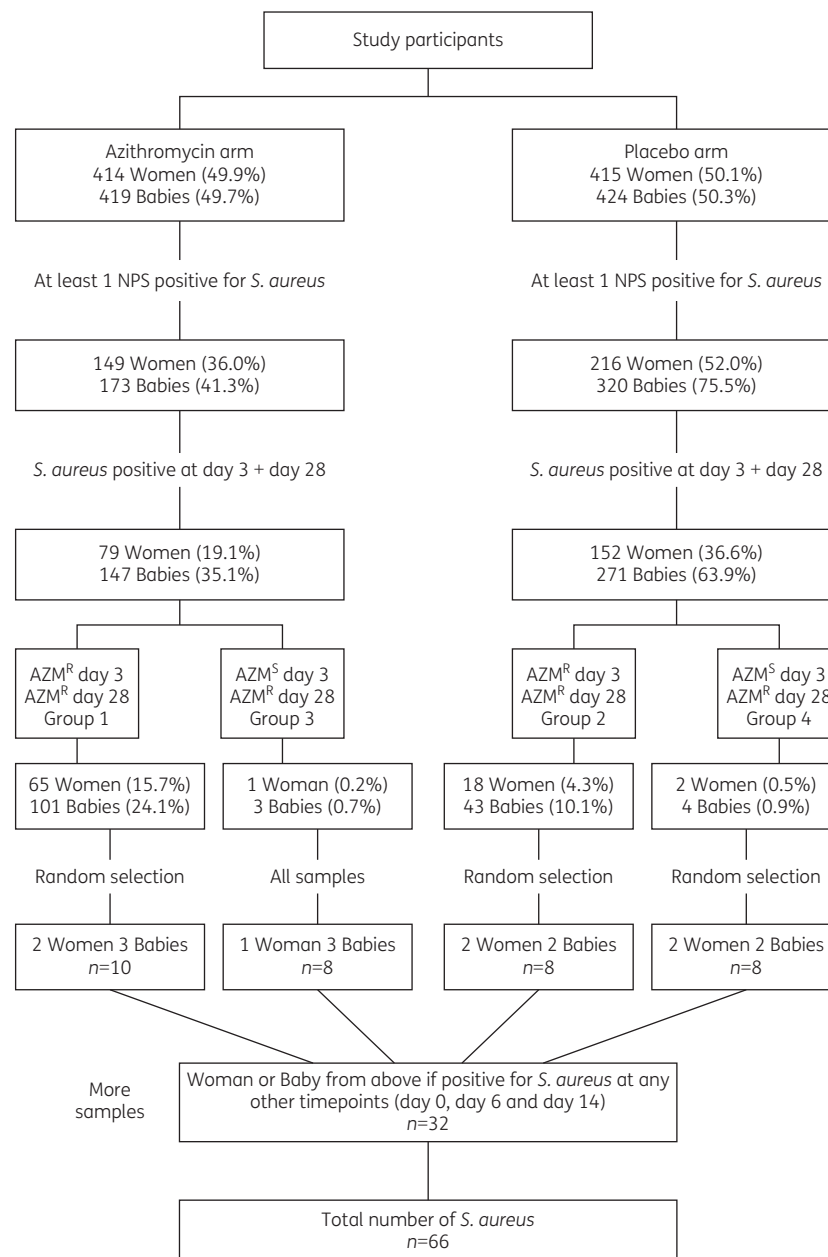 Study participants
Azithromycin arm
414 Women (49.9%)
419 Babies (49.7%)
Placebo arm
415 Women (50.1%)
424 Babies (50.3%)
At least 1 NPS positive for S. aureus
At least 1 NPS positive for S. aureus
149 Women (36.0%)
173 Babies (41.3%)
216 Women (52.0%)
320 Babies (75.5%)
S. aureus positive at day 3 + day 28
S. aureus positive at day 3 + day 28
79 Women (19.1%)
147 Babies (35.1%)
152 Women (36.6%)
271 Babies (63.9%)
AZMᴿ day 3
AZMᴿ day 28
Group 1
AZMˢ day 3
AZMᴿ day 28
Group 3
AZMᴿ day 3
AZMᴿ day 28
Group 2
AZMˢ day 3
AZMᴿ day 28
Group 4
65 Women (15.7%)
101 Babies (24.1%)
1 Woman (0.2%)
3 Babies (0.7%)
18 Women (4.3%)
43 Babies (10.1%)
2 Women (0.5%)
4 Babies (0.9%)
Random selection
All samples
Random selection
Random selection
2 Women 3 Babies
n=10
1 Woman 3 Babies
n=8
2 Women 2 Babies
n=8
2 Women 2 Babies
n=8
More
samples
Woman or Baby from above if positive for S. aureus at any
other timepoints (day 0, day 6 and day 14)
n=32
Total number of S. aureus
n=66